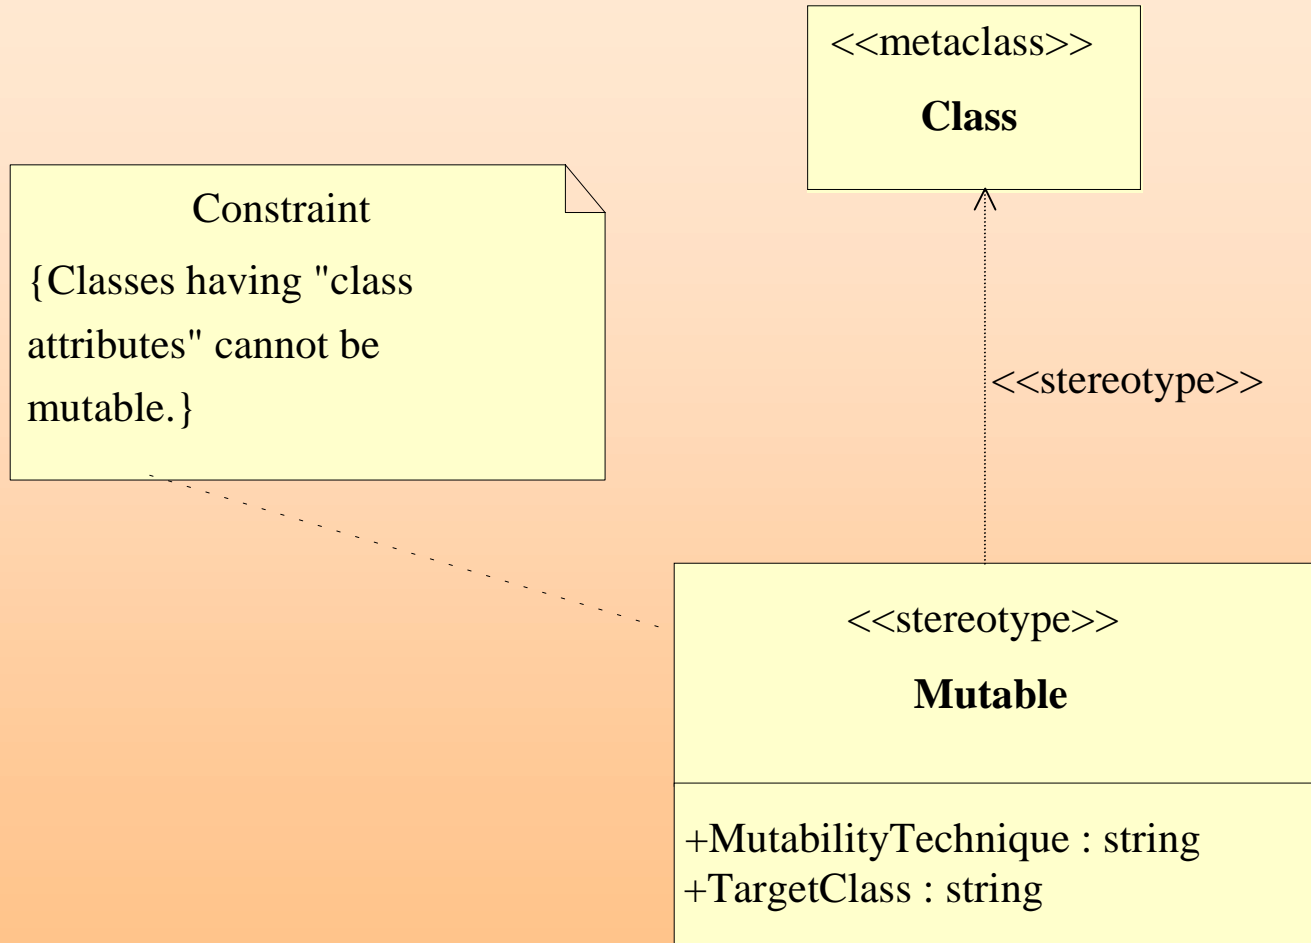 <<metaclass>>
Class
Constraint
{Classes having "class
attributes" cannot be
mutable.}
<<stereotype>>
<<stereotype>>
Mutable
+MutabilityTechnique : string
+TargetClass : string